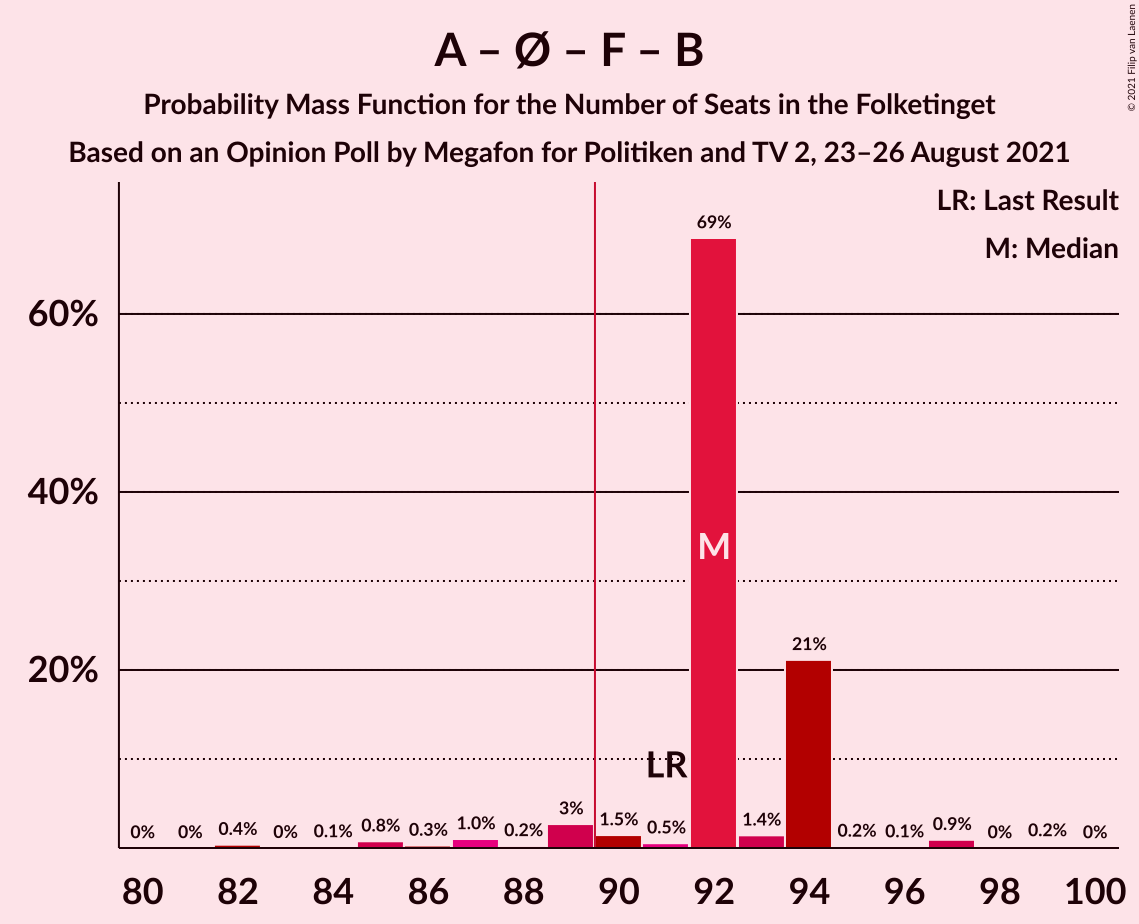 A – Ø – F – B
Probability Mass Function for the Number of Seats in the Folketinget
Based on an Opinion Poll by Megafon for Politiken and TV 2, 23–26 August 2021
© 2021 Filip van Laenen
LR: Last Result
M: Median
69%
60%
40%
M
21%
20%
LR
0% 0% 0.4% 0% 0.1% 0.8% 0.3% 1.0% 0.2% 3% 1.5% 0.5% 1.4% 0.2% 0.1% 0.9% 0% 0.2% 0%
80 82 84 86 88 90 92 94 96 98 100